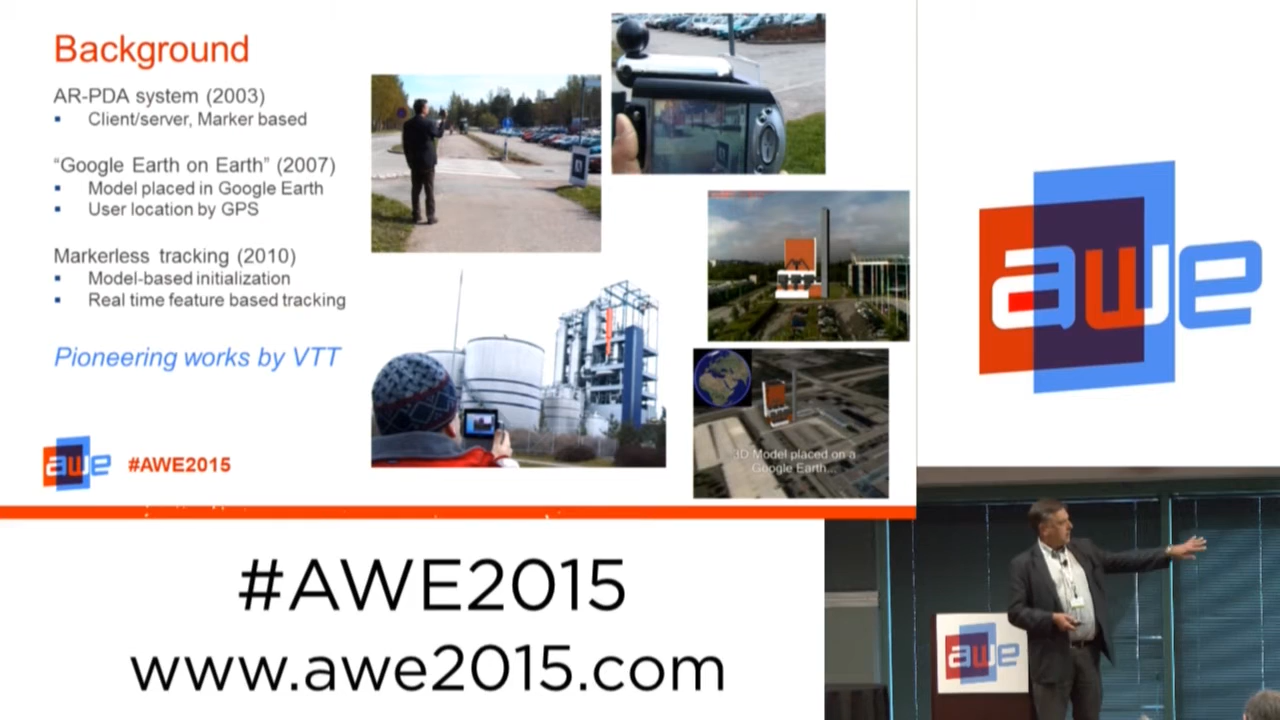 Background
AR-PDA system (2003)
▪ Client/server, Marker based
“Google Earth on Earth” (2007)
▪ Model placed in Google Earth
▪ User location by GPS
Markerless tracking (2010)
▪ Model-based initialization
▪ Real time feature based tracking
Pioneering works by VTT
awe #AWE2015
3D Model placed on a
Google Earth...
awe
#AWE2015
www.awe2015.com
awe